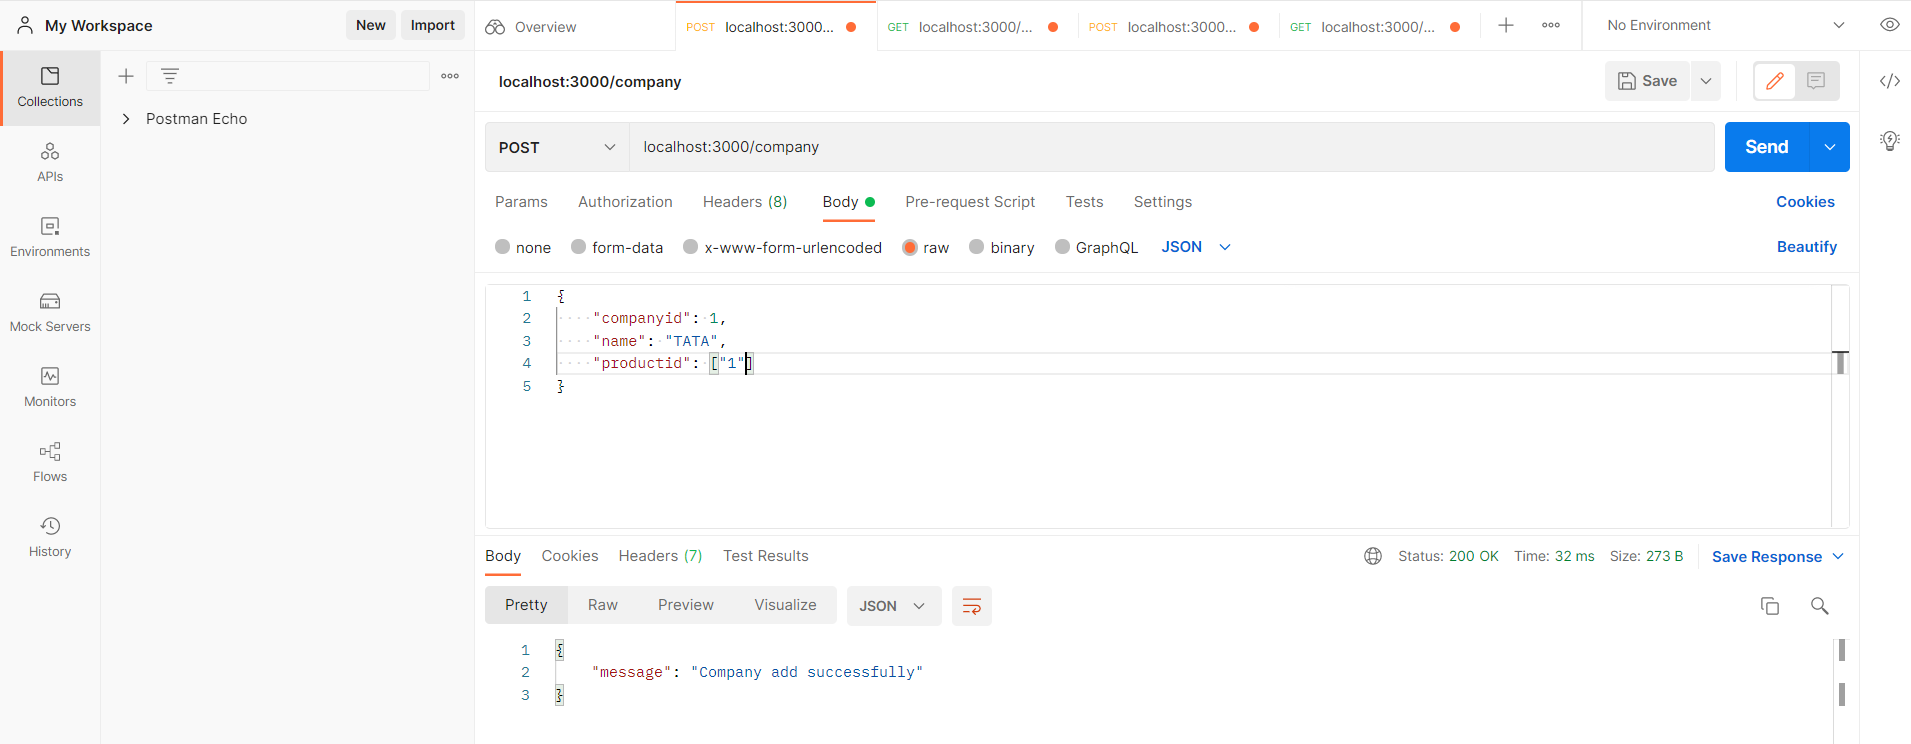 My Workspace
New
Import
Overview
POST localhost:3000...
GET localhost:3000/...
POST localhost:3000...
GET localhost:3000/...
No Environment
Collections
APIs
Environments
Mock Servers
Monitors
Flows
History
Postman Echo
localhost:3000/company
Save
POST
localhost:3000/company
Send
Params
Authorization
Headers (8)
Body
Pre-request Script
Tests
Settings
Cookies
none
form-data
x-www-form-urlencoded
raw
binary
GraphQL
JSON
Beautify
1 {
2 "companyid": 1,
3 "name": "TATA",
4 "productid": ["1"]
5 }
Body
Cookies
Headers (7)
Test Results
Status: 200 OK
Time: 32 ms
Size: 273 B
Save Response
Pretty
Raw
Preview
Visualize
JSON
1 {
2 "message": "Company add successfully"
3 }